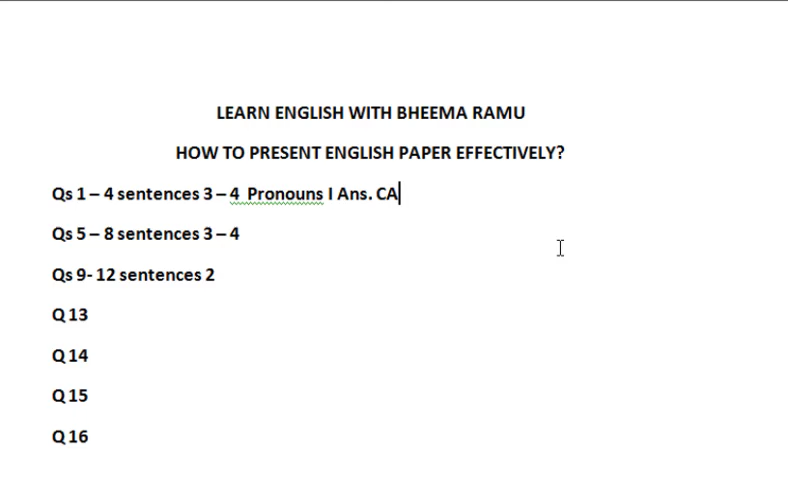 LEARN ENGLISH WITH BHEEMA RAMU
HOW TO PRESENT ENGLISH PAPER EFFECTIVELY?
Qs 1 – 4 sentences 3 – 4  Pronouns I Ans. CA
Qs 5 – 8 sentences 3 – 4
Qs 9- 12 sentences 2
Q 13
Q 14
Q 15
Q 16